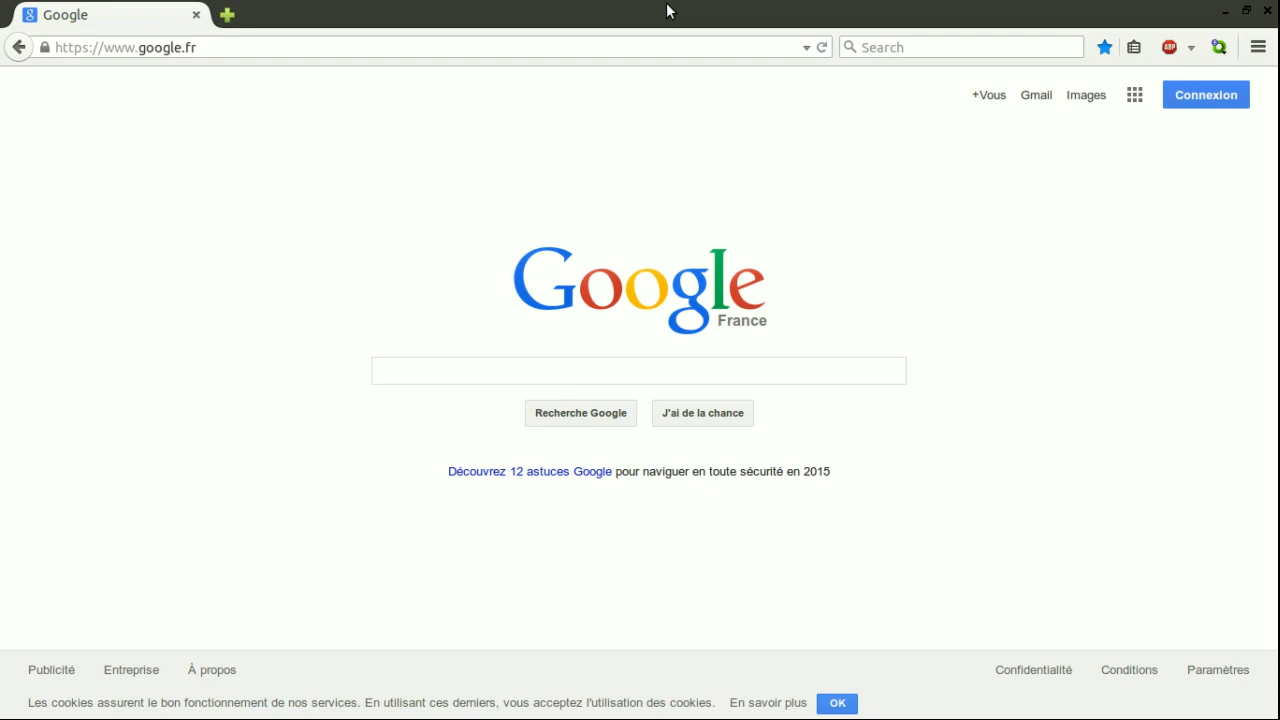 Google
https://www.google.fr
Search
ABP
+Vous Gmail Images Connexion
Google
France
Recherche Google J'ai de la chance
Découvrez 12 astuces Google pour naviguer en toute sécurité en 2015
Publicité Entreprise À propos Confidentialité Conditions Paramètres
Les cookies assurent le bon fonctionnement de nos services. En utilisant ces derniers, vous acceptez l'utilisation des cookies. En savoir plus OK